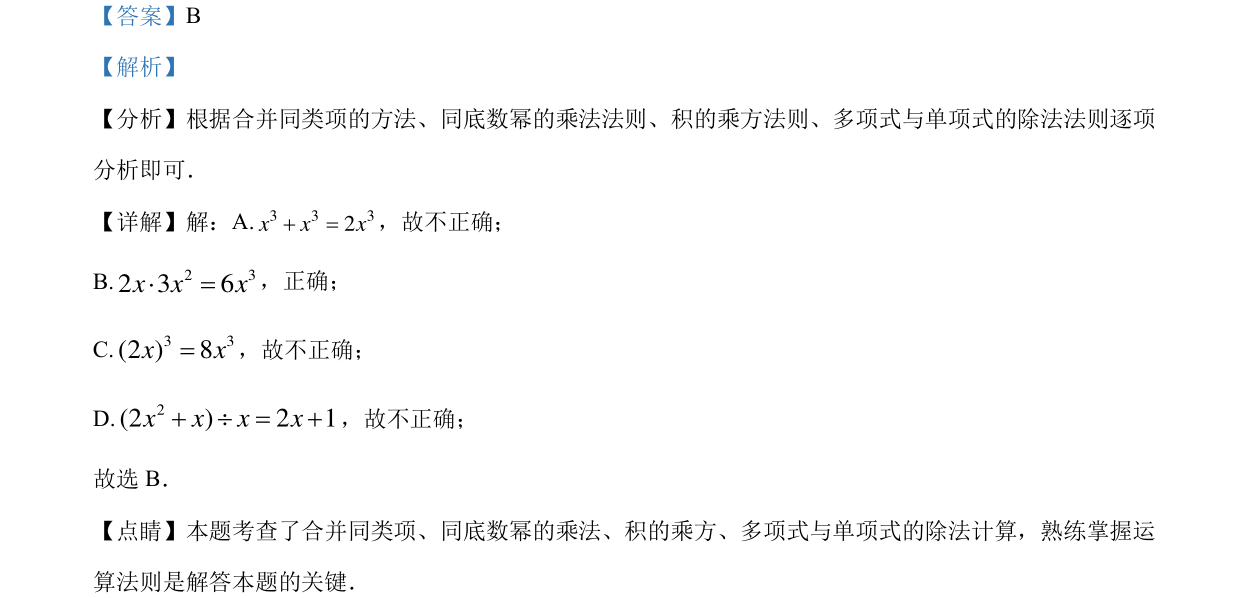 【答案】B
【解析】
【分析】根据合并同类项的方法、同底数幂的乘法法则、积的乘方法则、多项式与单项式的除法法则逐项
分析即可.
【详解】解：A. x³ + x³ = 2x³，故不正确；
B. 2x·3x² = 6x³，正确；
C. (2x)³ = 8x³，故不正确；
D. (2x² + x) ÷ x = 2x+1，故不正确；
故选 B.
【点睛】本题考查了合并同类项、同底数幂的乘法、积的乘方、多项式与单项式的除法计算，熟练掌握运
算法则是解答本题的关键.